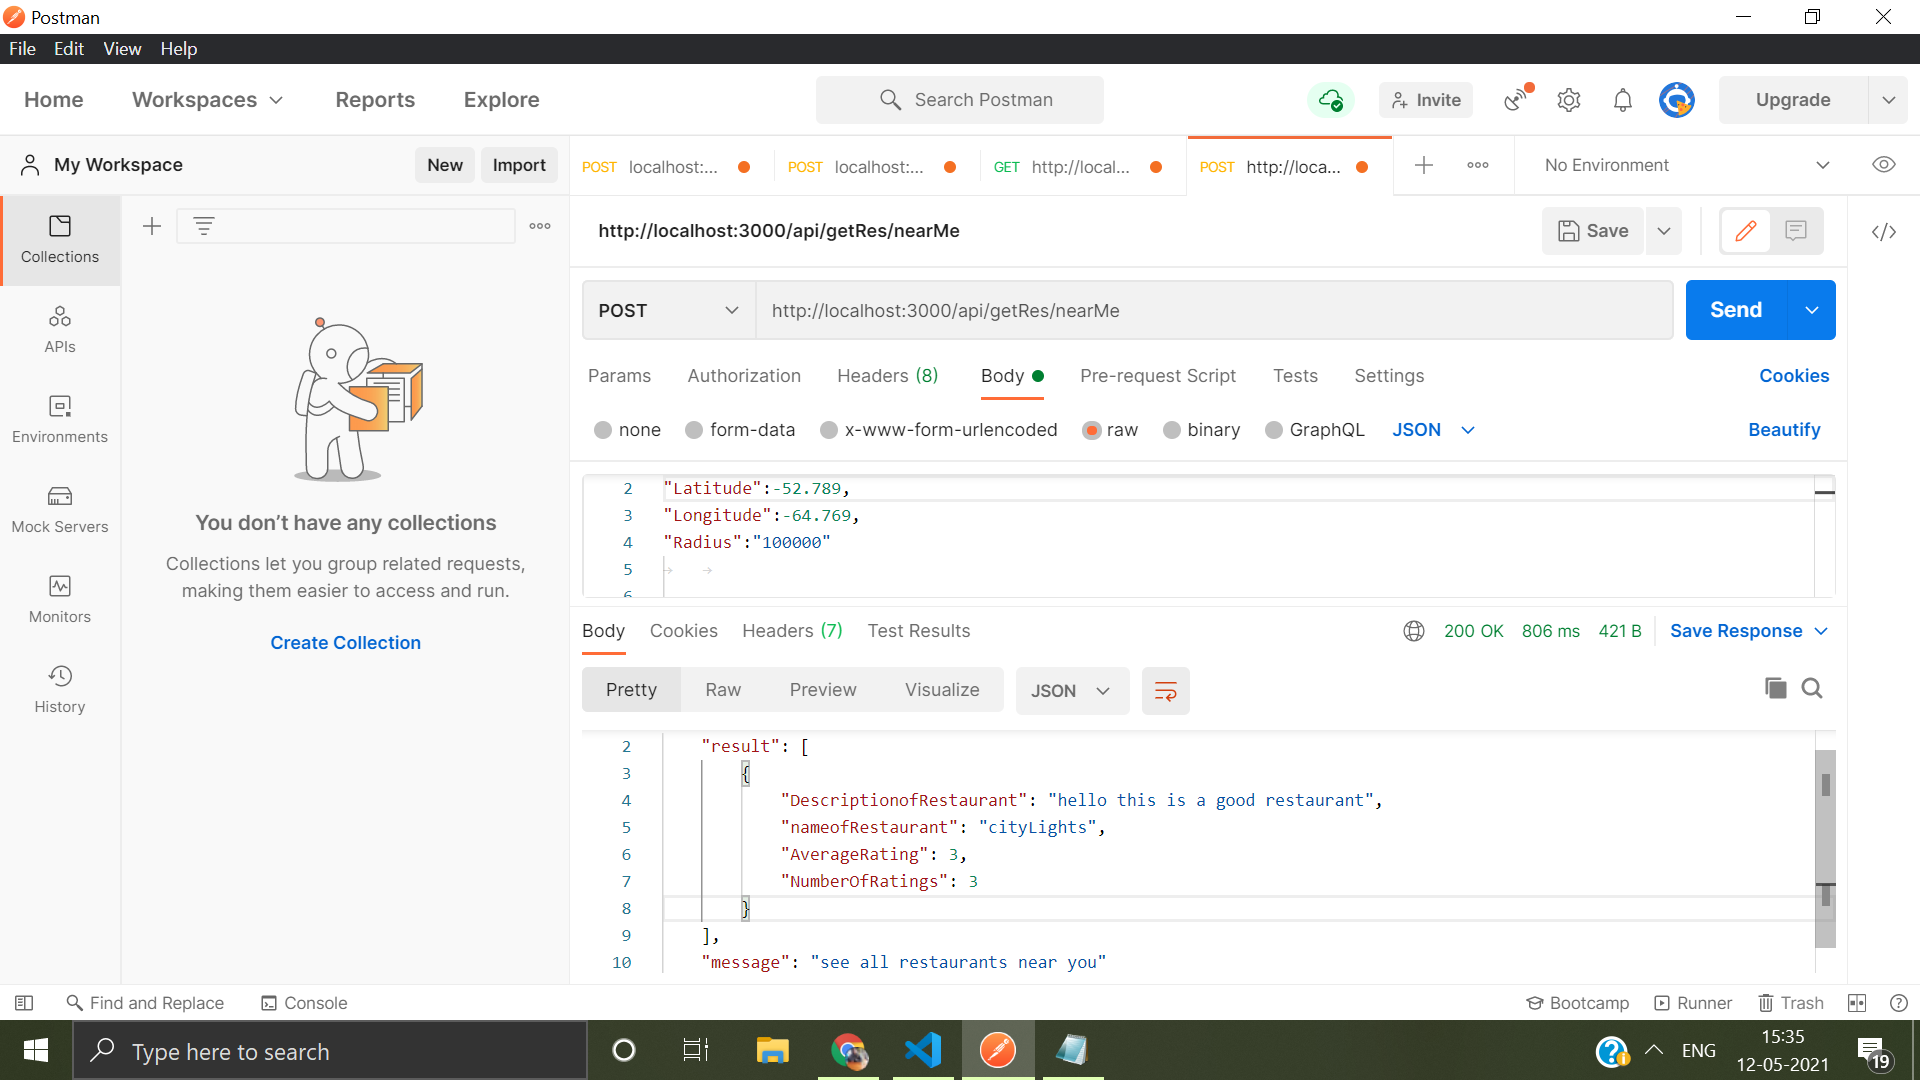 Postman
File Edit View Help
Home Workspaces Reports Explore Search Postman Invite Upgrade
My Workspace New Import POST localhost:... POST localhost:... GET http://local... POST http://loca... No Environment
Collections
APIs
Environments
Mock Servers
Monitors
History
You don't have any collections
Collections let you group related requests,
making them easier to access and run.
Create Collection
http://localhost:3000/api/getRes/nearMe Save
POST http://localhost:3000/api/getRes/nearMe Send
Params Authorization Headers (8) Body Pre-request Script Tests Settings Cookies
none form-data x-www-form-urlencoded raw binary GraphQL JSON Beautify
2 "Latitude":-52.789,
3 "Longitude":-64.769,
4 "Radius":"100000"
5
6
Body Cookies Headers (7) Test Results 200 OK 806 ms 421 B Save Response
Pretty Raw Preview Visualize JSON
2 "result": [
3 {
4 "DescriptionofRestaurant": "hello this is a good restaurant",
5 "nameofRestaurant": "cityLights",
6 "AverageRating": 3,
7 "NumberOfRatings": 3
8 }
9 ],
10 "message": "see all restaurants near you"
Find and Replace Console Bootcamp Runner Trash
Type here to search ENG 15:35
12-05-2021 19